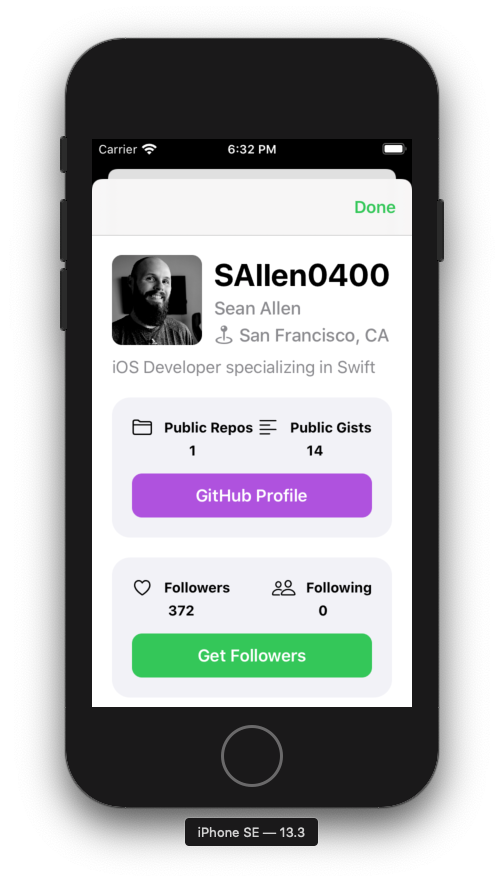 Carrier 6:32 PM
Done
SAllen0400
Sean Allen
San Francisco, CA
iOS Developer specializing in Swift
Public Repos Public Gists
1 14
GitHub Profile
Followers Following
372 0
Get Followers
iPhone SE — 13.3